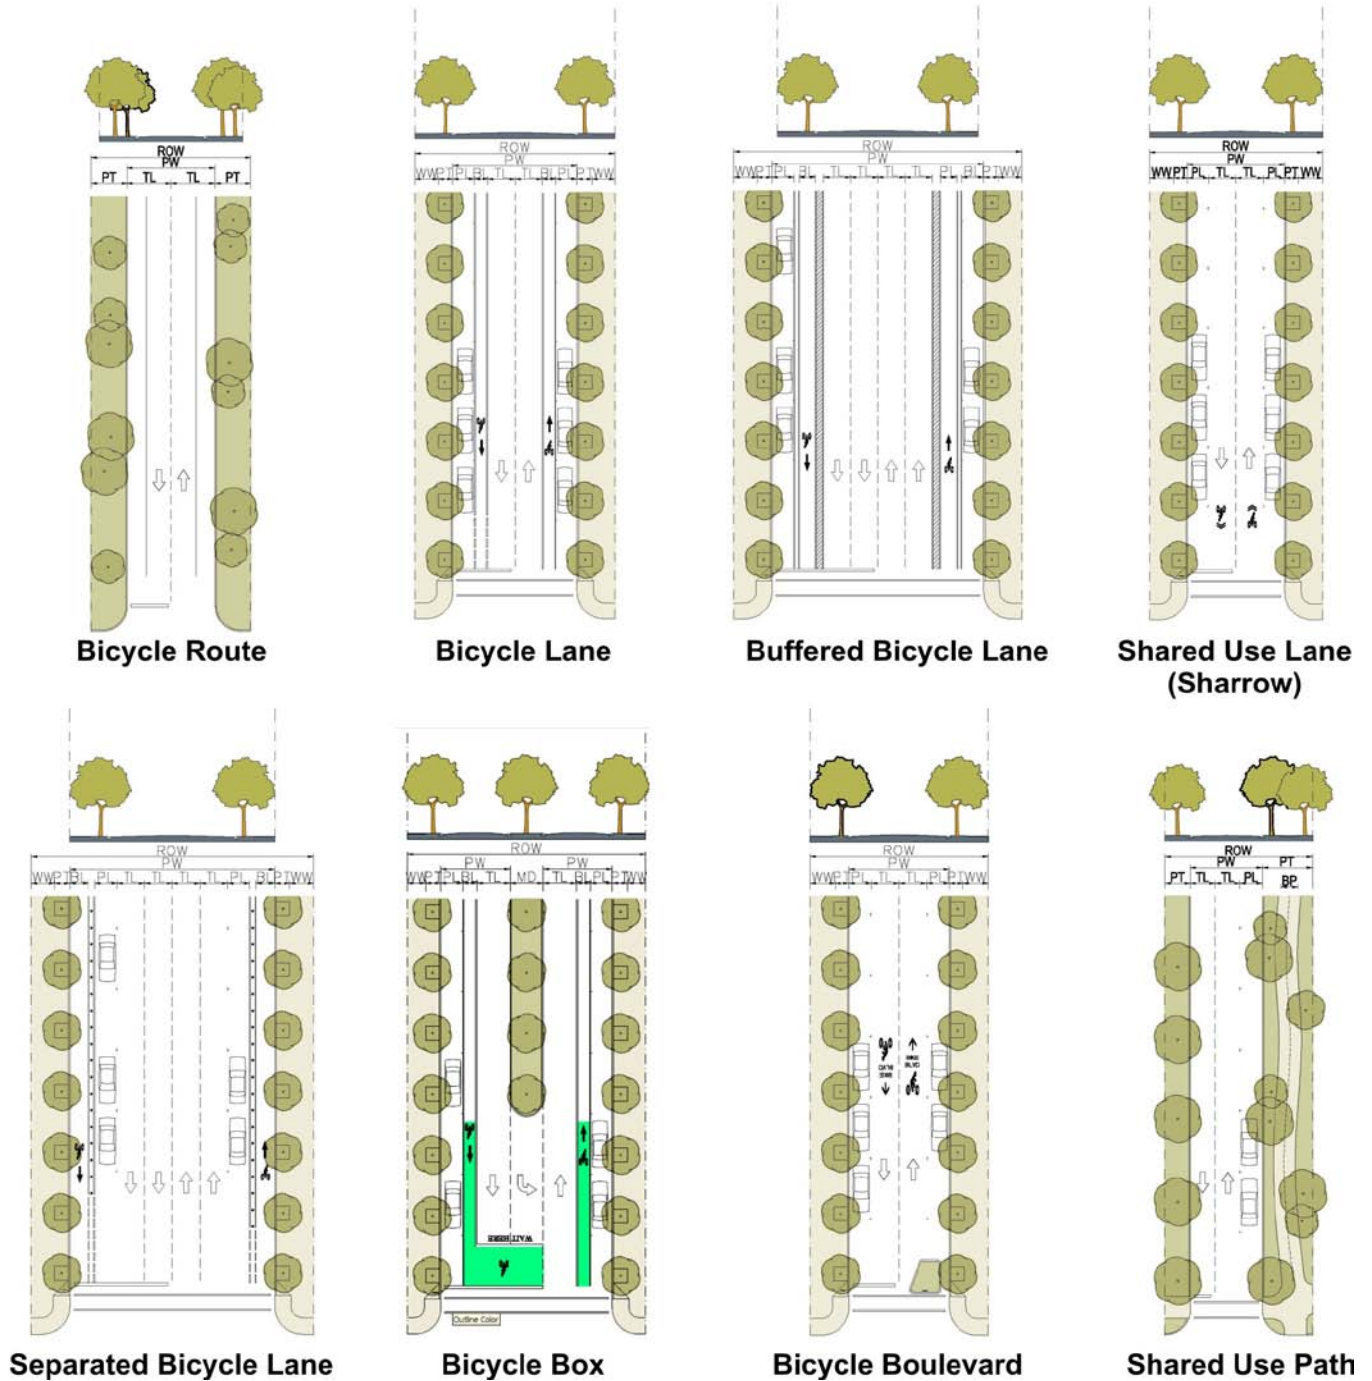 ROW
PW
PT TL TL PT
Bicycle Route
ROW
PW
WW PT PL BL TL TL BL PL PT WW
Bicycle Lane
ROW
PW
WW PT PL BL TL TL TL TL PL BL PT WW
Buffered Bicycle Lane
ROW
PW
WW PT PL TL TL PL PT WW
Shared Use Lane
(Sharrow)
ROW
PW
WW PT BL PL TL TL TL TL PL BL PT WW
Separated Bicycle Lane
ROW
PW PW
WW PT PL BL TL MD TL BL PL PT WW
WAIT HERE
Outline Color
Bicycle Box
ROW
PW
WW PT PL TL TL PL PT WW
BIKE BIKE
BLVD BLVD
Bicycle Boulevard
ROW
PW PT
PT TL TL PL BP
Shared Use Path